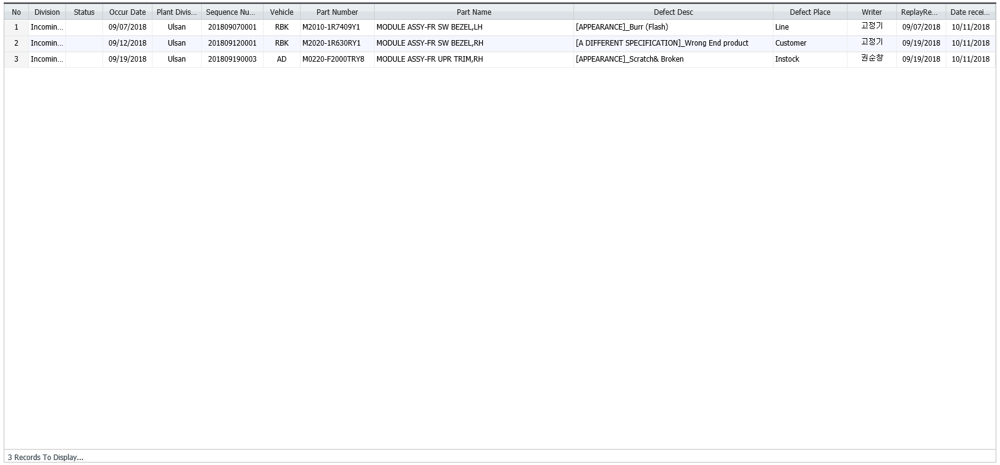 No Division Status Occur Date Plant Divis... Sequence Nu... Vehicle Part Number Part Name Defect Desc Defect Place Writer ReplayRe... Date recei...
1 Incomin... 09/07/2018 Ulsan 201809070001 RBK M2010-1R7409Y1 MODULE ASSY-FR SW BEZEL,LH [APPEARANCE]_Burr (Flash) Line 고정기 09/07/2018 10/11/2018
2 Incomin... 09/12/2018 Ulsan 201809120001 RBK M2020-1R630RY1 MODULE ASSY-FR SW BEZEL,RH [A DIFFERENT SPECIFICATION]_Wrong End product Customer 고정기 09/19/2018 10/11/2018
3 Incomin... 09/19/2018 Ulsan 201809190003 AD M0220-F2000TRY8 MODULE ASSY-FR UPR TRIM,RH [APPEARANCE]_Scratch& Broken Instock 권순창 09/19/2018 10/11/2018
3 Records To Display...